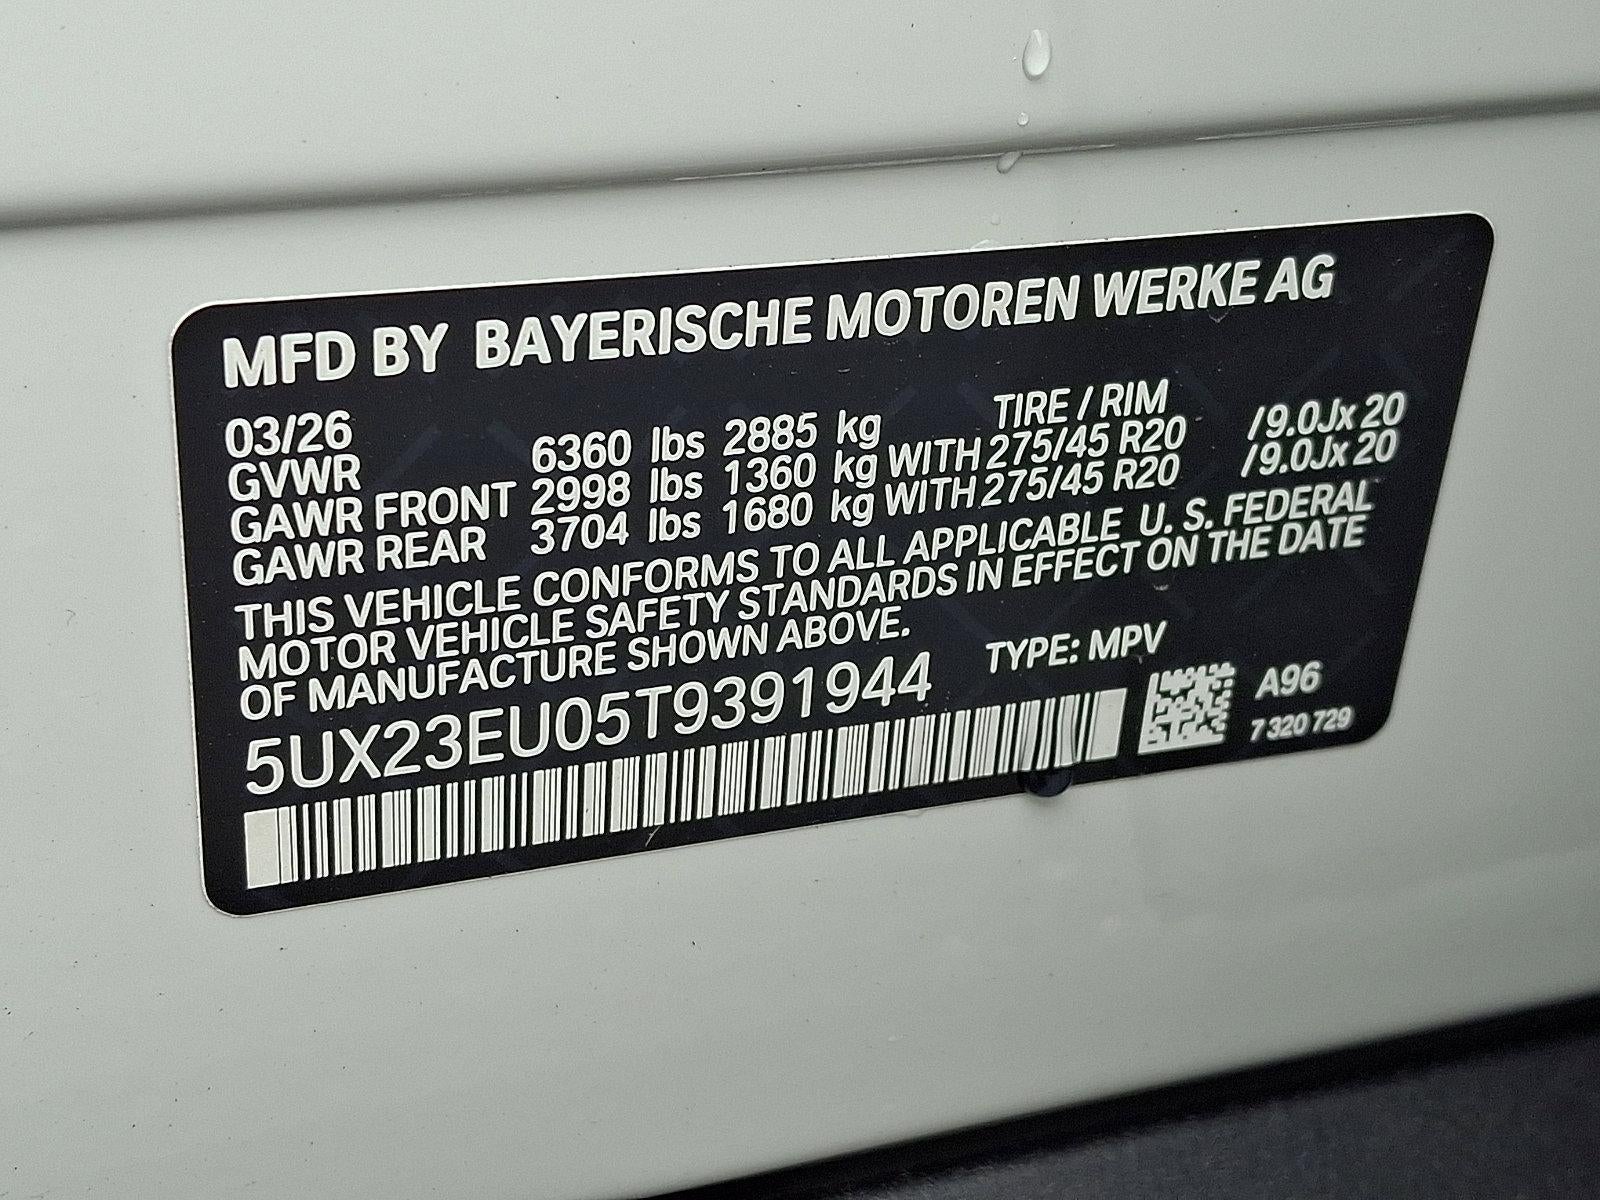 MFD BY BAYERISCHE MOTOREN WERKE AG
03/26 TIRE / RIM
GVWR 6360 lbs 2885 kg
GAWR FRONT 2998 lbs 1360 kg WITH 275/45 R20 /9.0Jx 20
GAWR REAR 3704 lbs 1680 kg WITH 275/45 R20 /9.0Jx 20
THIS VEHICLE CONFORMS TO ALL APPLICABLE U. S. FEDERAL
MOTOR VEHICLE SAFETY STANDARDS IN EFFECT ON THE DATE
OF MANUFACTURE SHOWN ABOVE.
TYPE: MPV
5UX23EU05T9391944
A96
7 320 729